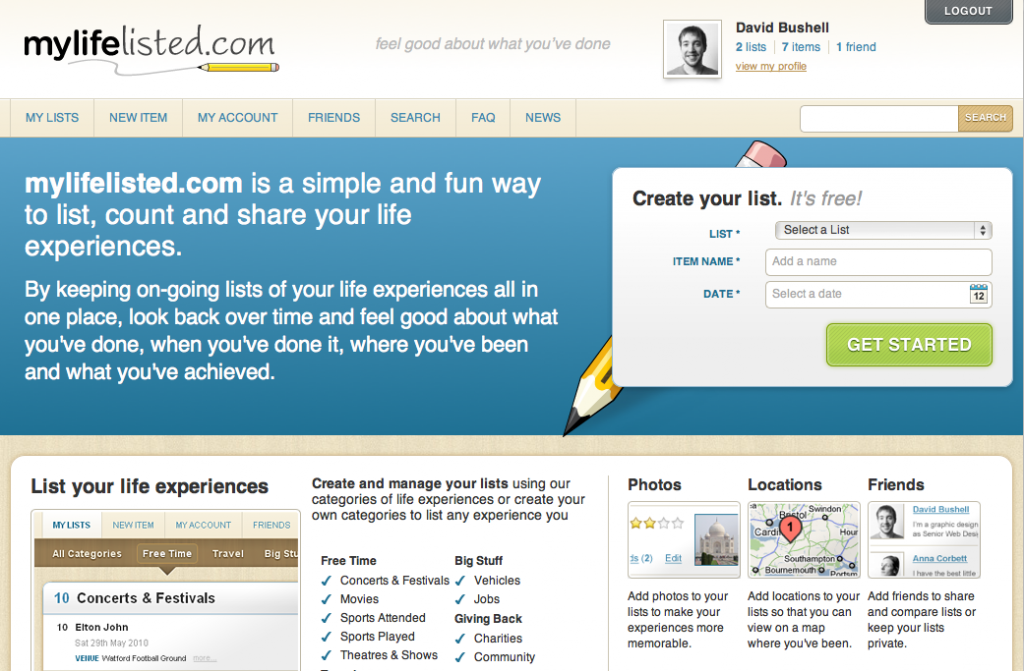 LOGOUT
mylifelisted.com
feel good about what you've done
David Bushell
2 lists 7 items 1 friend
view my profile
MY LISTS NEW ITEM MY ACCOUNT FRIENDS SEARCH FAQ NEWS
SEARCH
mylifelisted.com is a simple and fun way
to list, count and share your life
experiences.
By keeping on-going lists of your life experiences all in
one place, look back over time and feel good about what
you've done, when you've done it, where you've been
and what you've achieved.
Create your list. It's free!
LIST * Select a List
ITEM NAME * Add a name
DATE * Select a date 12
GET STARTED
List your life experiences
MY LISTS NEW ITEM MY ACCOUNT FRIENDS
All Categories Free Time Travel Big Stu
10 Concerts & Festivals
10 Elton John
Sat 29th May 2010
VENUE Watford Football Ground more...
Create and manage your lists using our
categories of life experiences or create your
own categories to list any experience you
Free Time
Concerts & Festivals
Movies
Sports Attended
Sports Played
Theatres & Shows
Big Stuff
Vehicles
Jobs
Giving Back
Charities
Community
Photos
ts (2) Edit
Add photos to your
lists to make your
experiences more
memorable.
Locations
Swindon
Bristol
Cardi
1
Hour
Southampton
Bournemouth
Portsm
Add locations to your
lists so that you can
view on a map
where you've been.
Friends
David Bushell
I'm a graphic design
as Senior Web Desi
Anna Corbett
I have the best little
Add friends to share
and compare lists or
keep your lists
private.